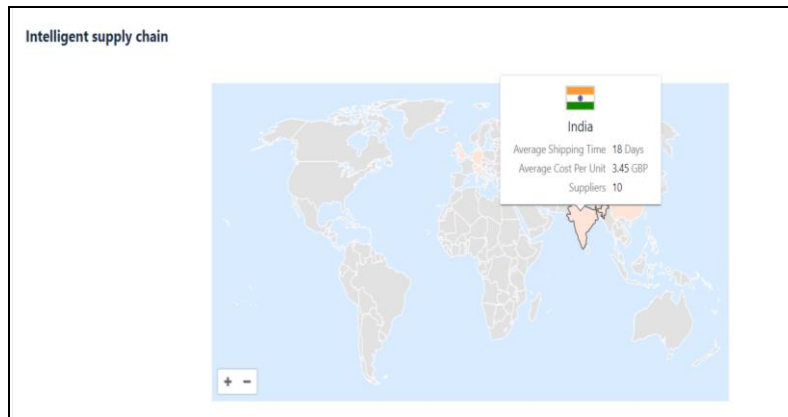 Intelligent supply chain
India
Average Shipping Time 18 Days
Average Cost Per Unit 3.45 GBP
Suppliers 10
+ −